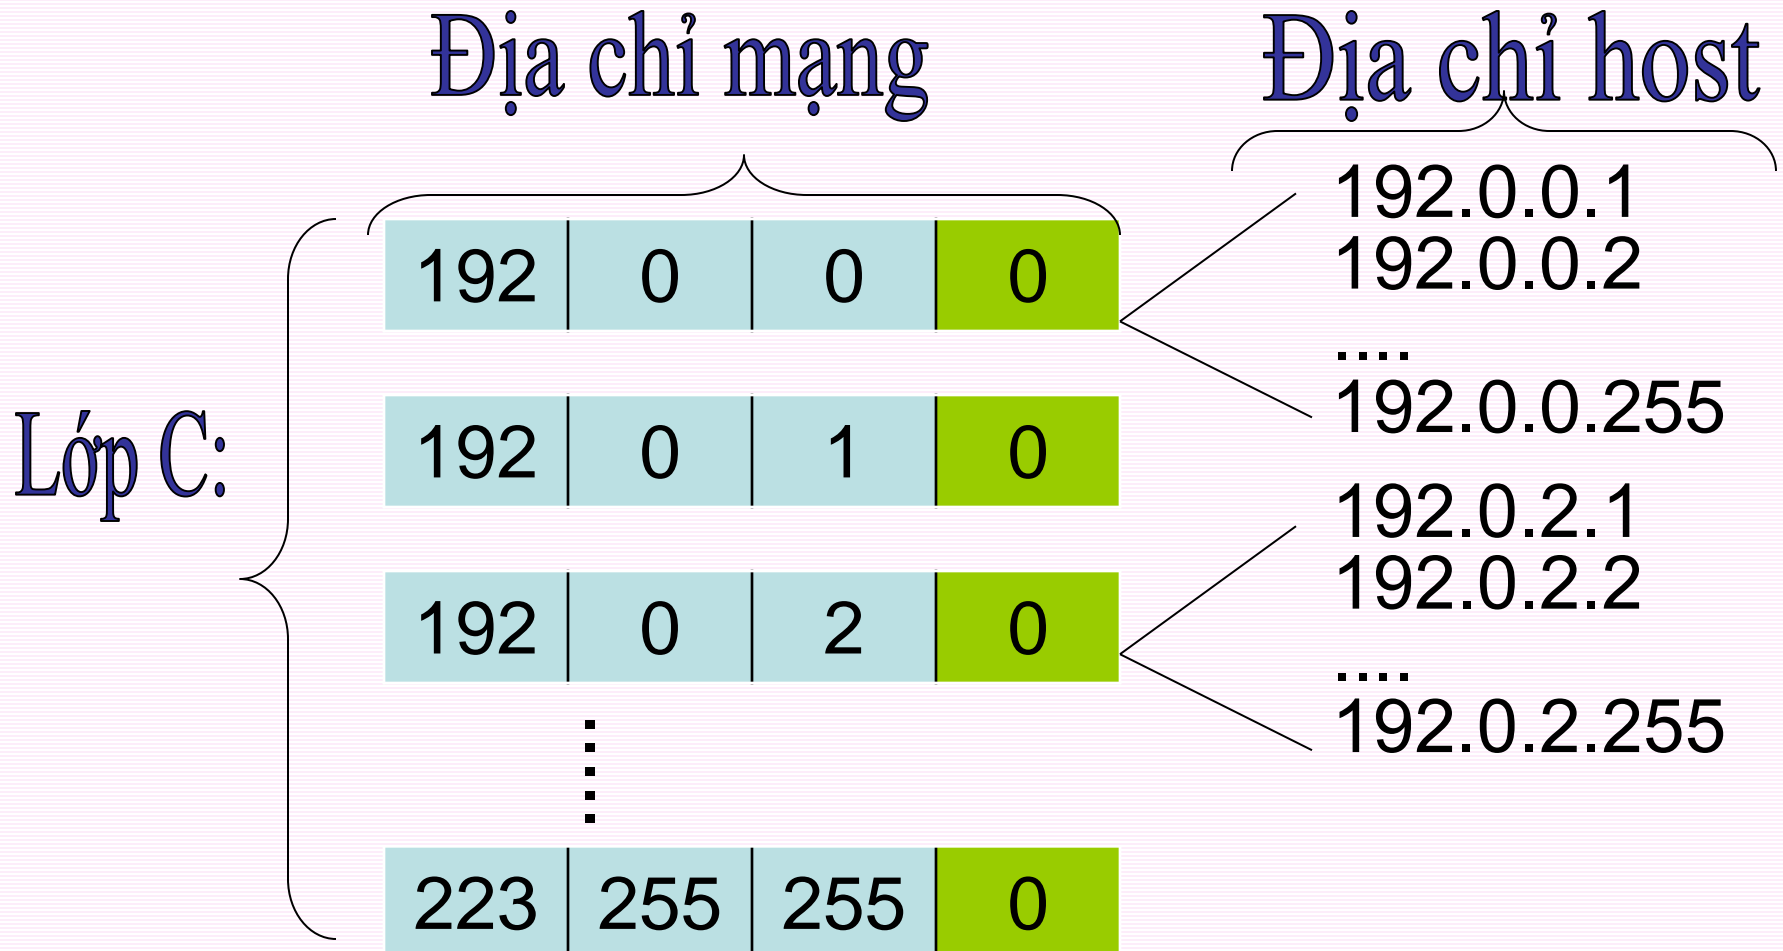 Địa chỉ mạng
Địa chỉ host
Lớp C:
192 0 0 0
192 0 1 0
192 0 2 0
......
223 255 255 0
192.0.0.1
192.0.0.2
....
192.0.0.255
192.0.2.1
192.0.2.2
....
192.0.2.255